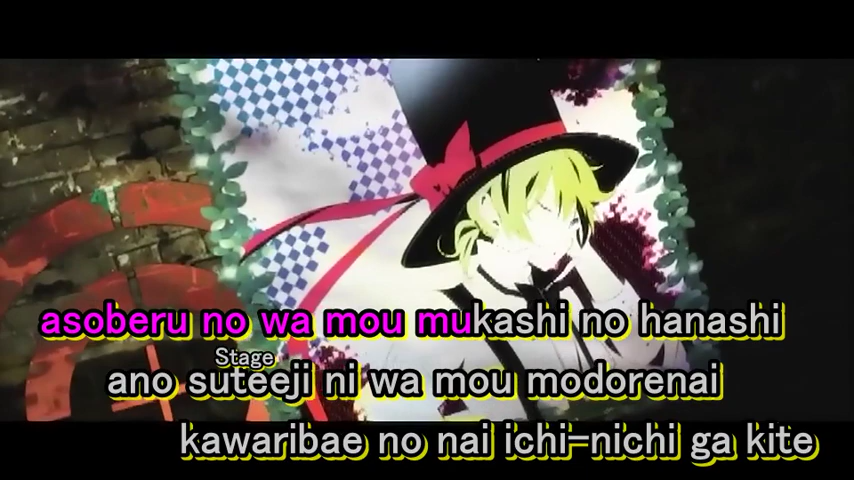 asoberu no wa mou mukashi no hanashi
Stage
ano suteeji ni wa mou modorenai
kawaribae no nai ichi-nichi ga kite